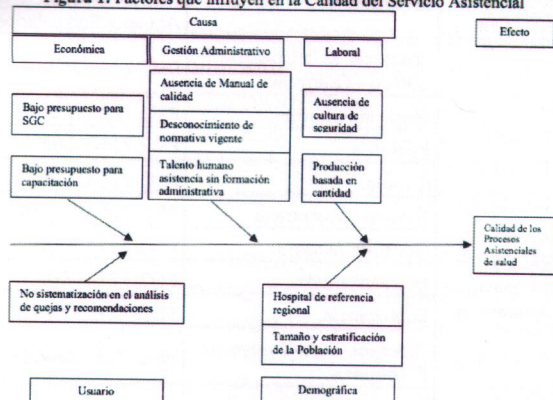 Figura 1. Factores que influyen en la Calidad del Servicio Asistencial
Causa
Efecto
Económica
Gestión Administrativo
Laboral
Bajo presupuesto para
SGC
Bajo presupuesto para
capacitación
Ausencia de Manual de
calidad
Desconocimiento de
normativa vigente
Talento humano
asistencia sin formación
administrativa
Ausencia de
cultura de
seguridad
Producción
basada en
cantidad
Calidad de los
Procesos
Asistenciales
de salud
No sistematización en el análisis
de quejas y recomendaciones
Hospital de referencia
regional
Tamaño y estratificación
de la Población
Usuario
Demográfica